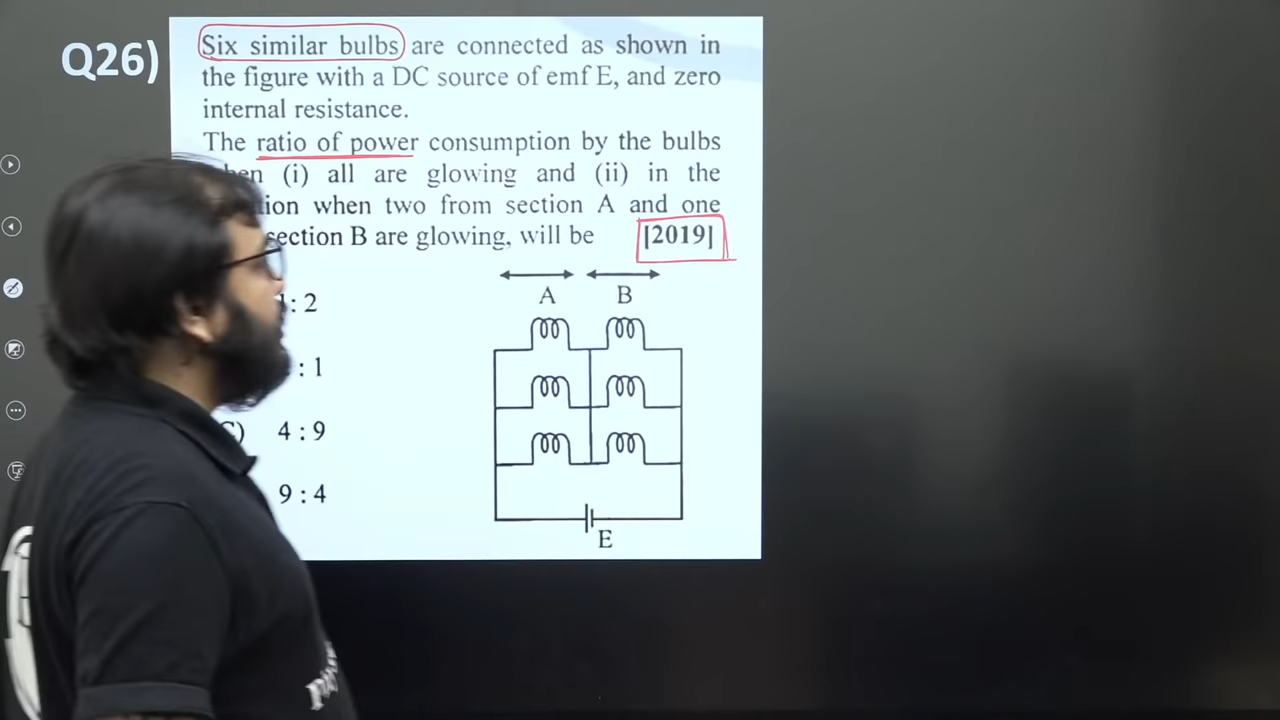 Q26)
Six similar bulbs are connected as shown in
the figure with a DC source of emf E, and zero
internal resistance.
The ratio of power consumption by the bulbs
(i) all are glowing and (ii) in the
when two from section A and one
section B are glowing, will be [2019]
A B
: 2
: 1
4 : 9
9 : 4
E